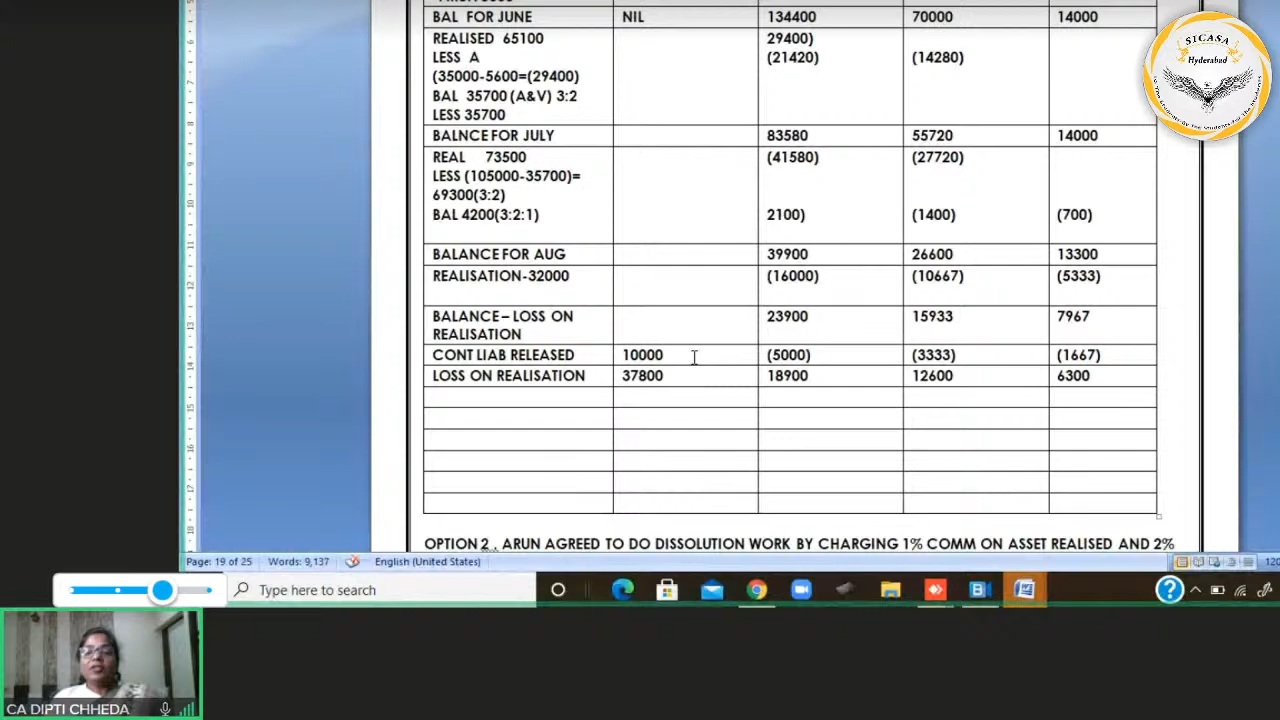 BAL FOR JUNE NIL 134400 70000 14000
REALISED 65100 29400)
LESS A (21420) (14280)
(35000-5600=(29400)
BAL 35700 (A&V) 3:2
LESS 35700
BALNCE FOR JULY 83580 55720 14000
REAL 73500 (41580) (27720)
LESS (105000-35700)=
69300(3:2)
BAL 4200(3:2:1) 2100) (1400) (700)
BALANCE FOR AUG 39900 26600 13300
REALISATION-32000 (16000) (10667) (5333)
BALANCE – LOSS ON 23900 15933 7967
REALISATION
CONT LIAB RELEASED 10000 (5000) (3333) (1667)
LOSS ON REALISATION 37800 18900 12600 6300
OPTION 2 . ARUN AGREED TO DO DISSOLUTION WORK BY CHARGING 1% COMM ON ASSET REALISED AND 2%
Page: 19 of 25 Words: 9,137 English (United States) 120
Type here to search
CA DIPTI CHHEDA
SICASA
Hyderabad